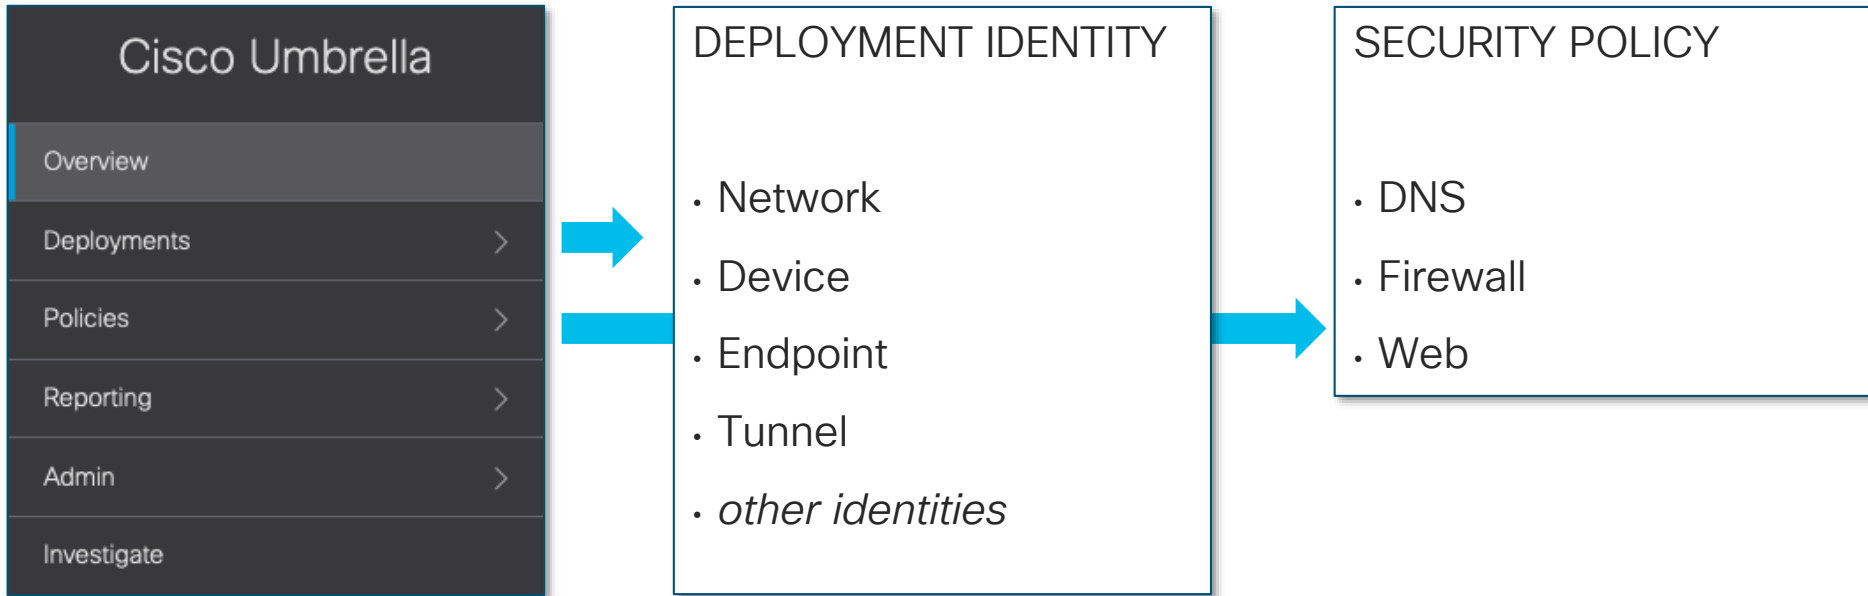 Cisco Umbrella
Overview
Deployments
Policies
Reporting
Admin
Investigate
DEPLOYMENT IDENTITY
• Network
• Device
• Endpoint
• Tunnel
• other identities
SECURITY POLICY
• DNS
• Firewall
• Web